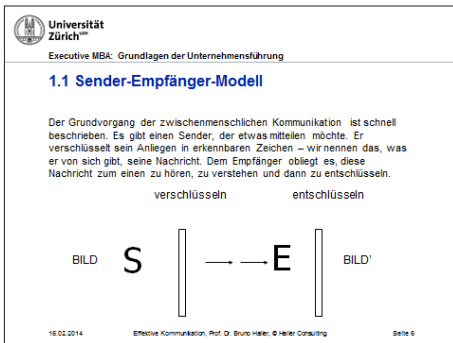 Universität
Zürich UZH
Executive MBA: Grundlagen der Unternehmensführung
1.1 Sender-Empfänger-Modell
Der Grundvorgang der zwischenmenschlichen Kommunikation ist schnell
beschrieben. Es gibt einen Sender, der etwas mitteilen möchte. Er
verschlüsselt sein Anliegen in erkennbaren Zeichen – wir nennen das, was
er von sich gibt, seine Nachricht. Dem Empfänger obliegt es, diese
Nachricht zum einen zu hören, zu verstehen und dann zu entschlüsseln.
verschlüsseln entschlüsseln
BILD S E BILD'
16.02.2014 Effektive Kommunikation, Prof. Dr. Bruno Haller, © Haller Consulting Seite 6